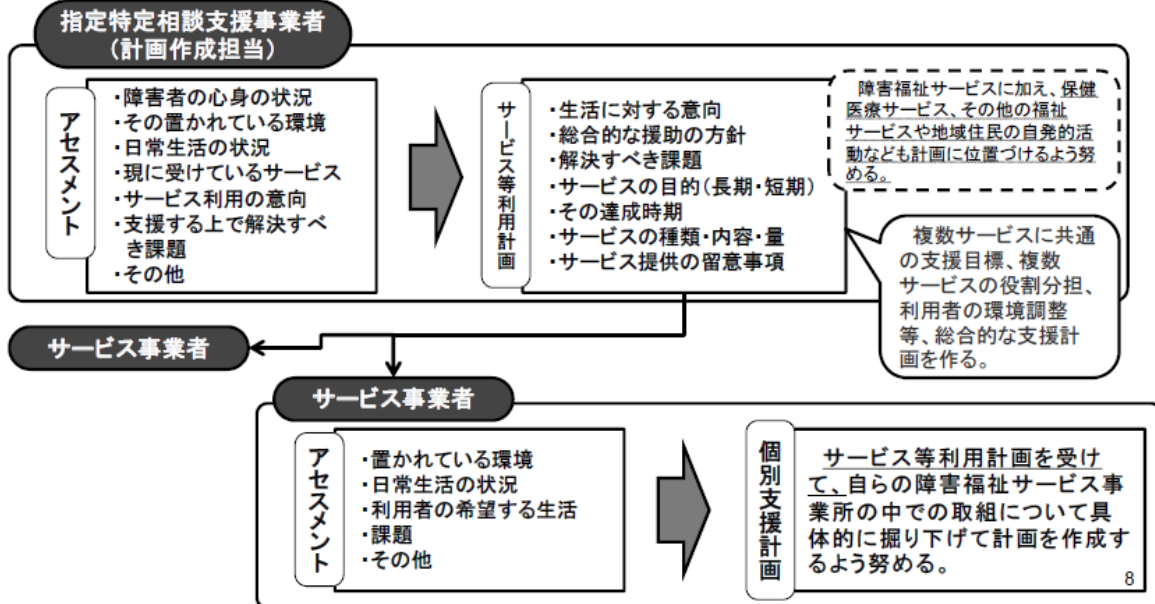 指定特定相談支援事業者
(計画作成担当)
アセスメント
・障害者の心身の状況
・その置かれている環境
・日常生活の状況
・現に受けているサービス
・サービス利用の意向
・支援する上で解決すべ
き課題
・その他
サービス等利用計画
・生活に対する意向
・総合的な援助の方針
・解決すべき課題
・サービスの目的(長期・短期)
・その達成時期
・サービスの種類・内容・量
・サービス提供の留意事項
障害福祉サービスに加え、保健
医療サービス、その他の福祉
サービスや地域住民の自発的活
動なども計画に位置づけるよう努
める。
複数サービスに共通
の支援目標、複数
サービスの役割分担、
利用者の環境調整
等、総合的な支援計
画を作る。
サービス事業者
サービス事業者
アセスメント
・置かれている環境
・日常生活の状況
・利用者の希望する生活
・課題
・その他
個別支援計画
サービス等利用計画を受け
て、自らの障害福祉サービス事
業所の中での取組について具
体的に掘り下げて計画を作成す
るよう努める。
8